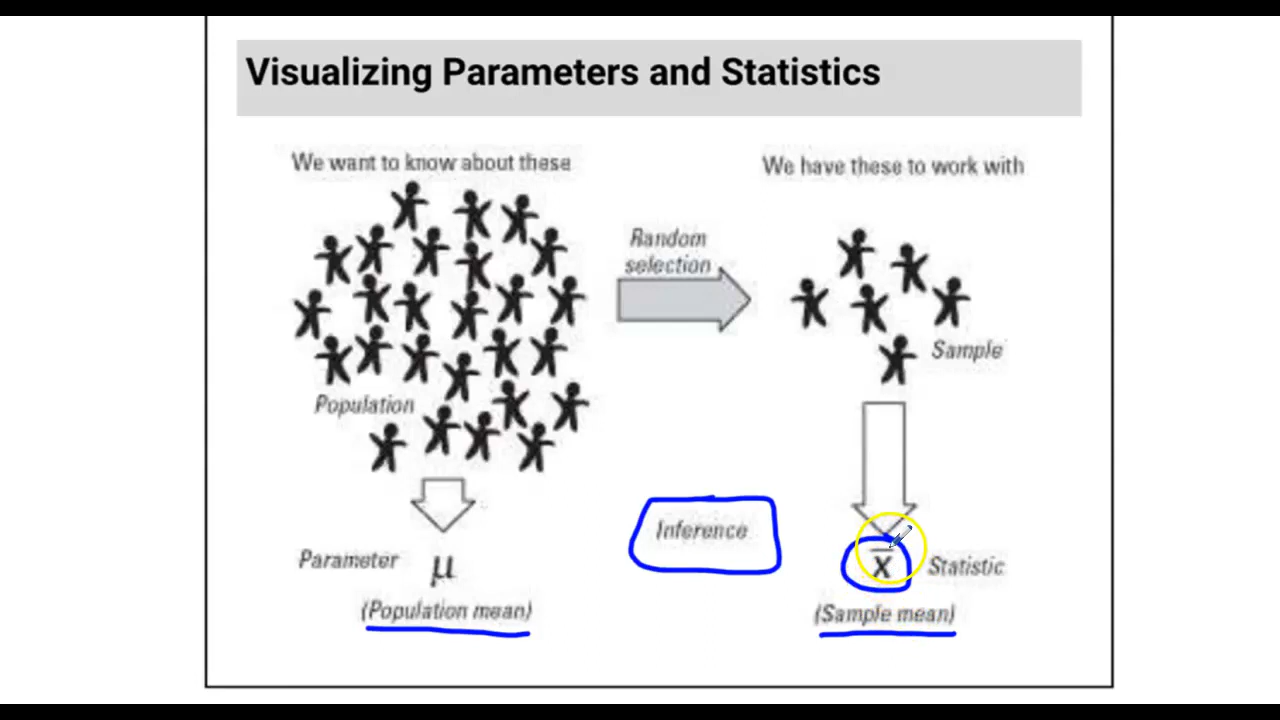 Visualizing Parameters and Statistics
We want to know about these
We have these to work with
Random
selection
Sample
Population
Inference
Parameter μ
x̄ Statistic
(Population mean)
(Sample mean)